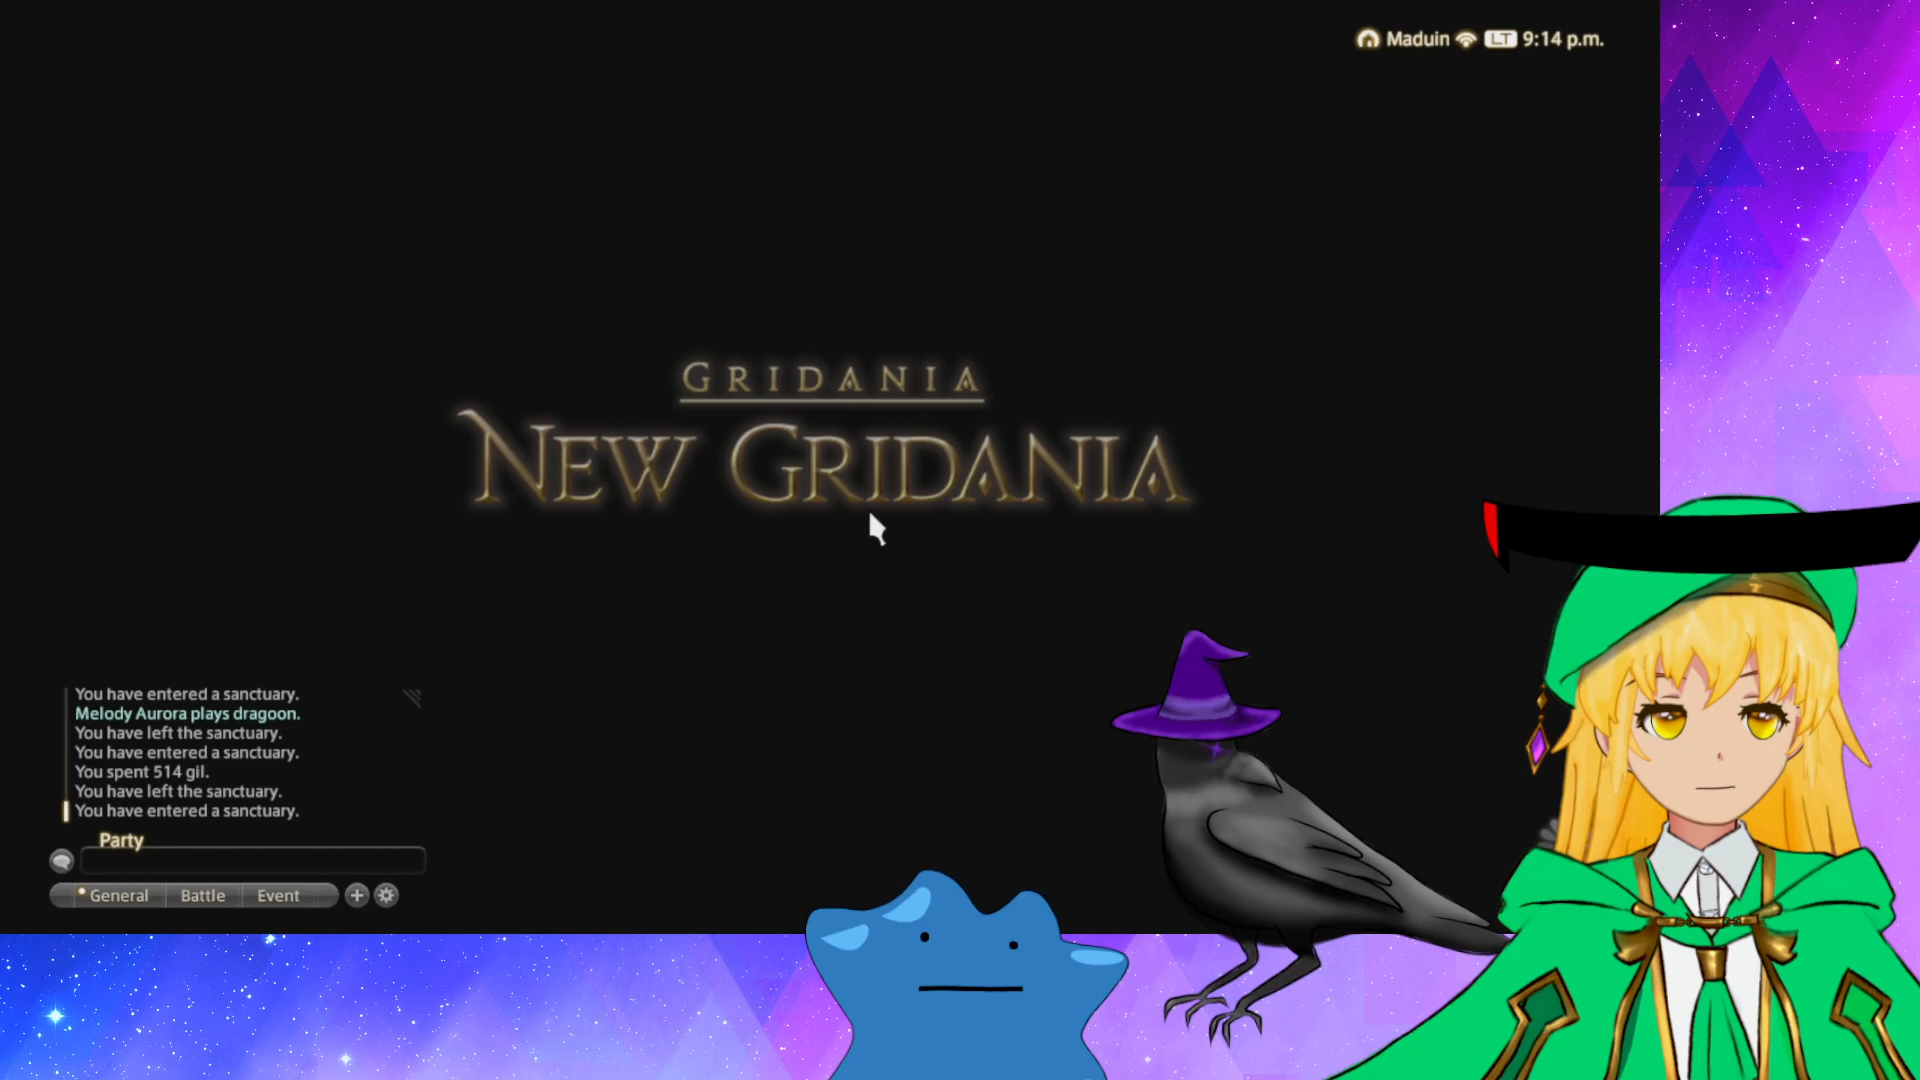 Maduin LT 9:14 p.m.
GRIDANIA
NEW GRIDANIA
You have entered a sanctuary.
Melody Aurora plays dragoon.
You have left the sanctuary.
You have entered a sanctuary.
You spent 514 gil.
You have left the sanctuary.
You have entered a sanctuary.
Party
General Battle Event